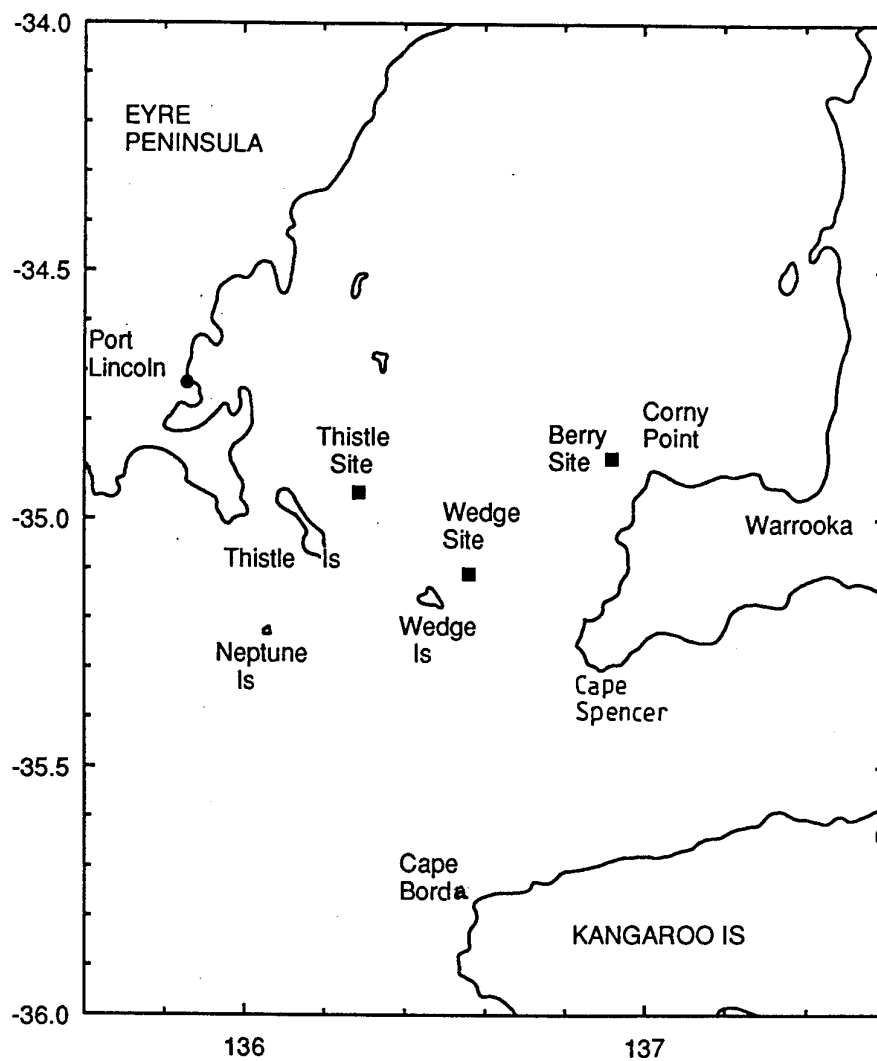 -34.0
EYRE
PENINSULA
-34.5
Port
Lincoln
Thistle
Site
Berry
Site
Corny
Point
-35.0
Wedge
Site
Warrooka
Thistle Is
Wedge
Is
Neptune
Is
Cape
Spencer
-35.5
Cape
Borda
KANGAROO IS
-36.0
136
137